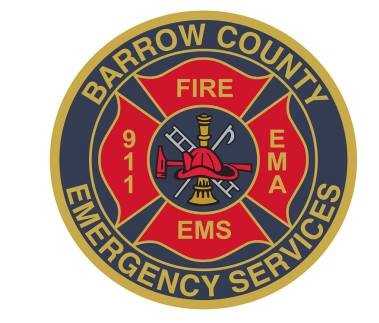 BARROW COUNTY
FIRE
911
EMA
EMS
EMERGENCY SERVICES